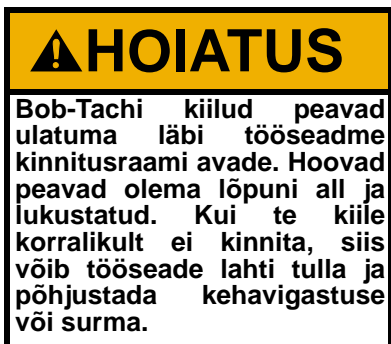 HOIATUS
Bob-Tachi kiilud peavad
ulatuma läbi tööseadme
kinnitusraami avade. Hoovad
peavad olema lõpuni all ja
lukustatud. Kui te kiile
korralikult ei kinnita, siis
võib tööseade lahti tulla ja
põhjustada kehavigastuse
või surma.